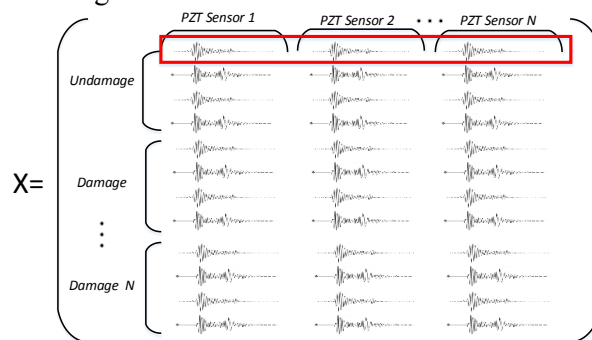 PZT Sensor 1 PZT Sensor 2 • • • PZT Sensor N
Undamage
X=
Damage
Damage N